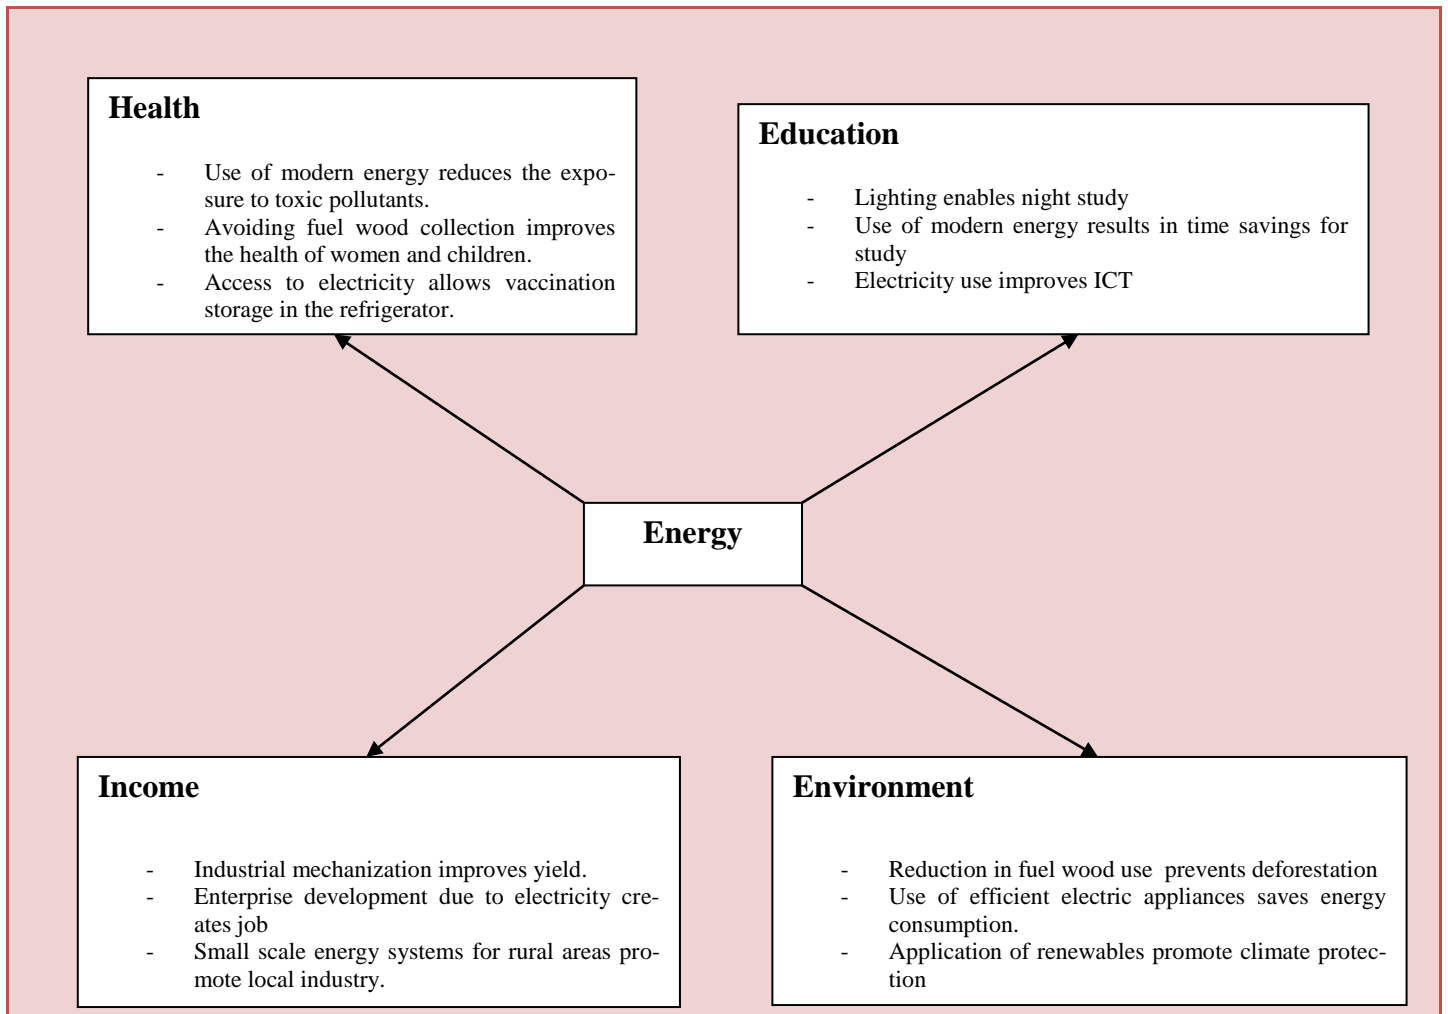 Health
- Use of modern energy reduces the expo-
sure to toxic pollutants.
- Avoiding fuel wood collection improves
the health of women and children.
- Access to electricity allows vaccination
storage in the refrigerator.
Education
- Lighting enables night study
- Use of modern energy results in time savings for
study
- Electricity use improves ICT
Energy
Income
- Industrial mechanization improves yield.
- Enterprise development due to electricity cre-
ates job
- Small scale energy systems for rural areas pro-
mote local industry.
Environment
- Reduction in fuel wood use  prevents deforestation
- Use of efficient electric appliances saves energy
consumption.
- Application of renewables promote climate protec-
tion